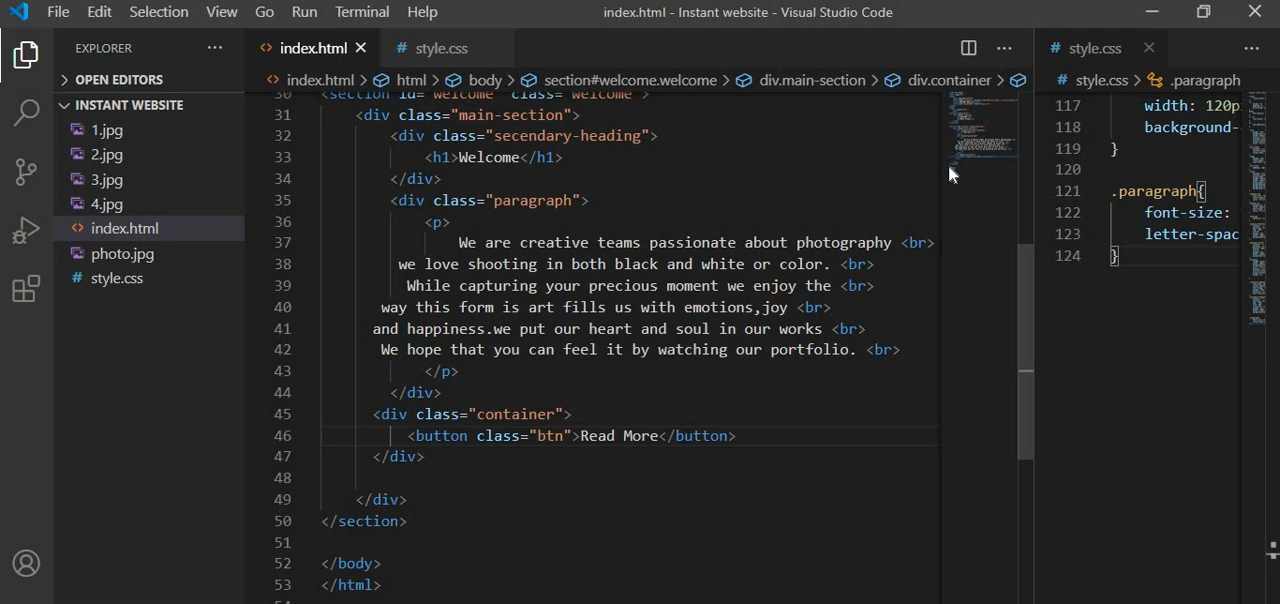 File Edit Selection View Go Run Terminal Help
index.html - Instant website - Visual Studio Code
EXPLORER
OPEN EDITORS
INSTANT WEBSITE
1.jpg
2.jpg
3.jpg
4.jpg
index.html
photo.jpg
style.css
index.html style.css
index.html > html > body > section#welcome.welcome > div.main-section > div.container >
30 <section id="welcome" class="welcome">
31 <div class="main-section">
32 <div class="secendary-heading">
33 <h1>Welcome</h1>
34 </div>
35 <div class="paragraph">
36 <p>
37 We are creative teams passionate about photography <br>
38 we love shooting in both black and white or color. <br>
39 While capturing your precious moment we enjoy the <br>
40 way this form is art fills us with emotions,joy <br>
41 and happiness.we put our heart and soul in our works <br>
42 We hope that you can feel it by watching our portfolio. <br>
43 </p>
44 </div>
45 <div class="container">
46 <button class="btn">Read More</button>
47 </div>
48
49 </div>
50 </section>
51
52 </body>
53 </html>
style.css
style.css > .paragraph
117 width: 120p
118 background-
119 }
120
121 .paragraph{
122 font-size:
123 letter-spac
124 }